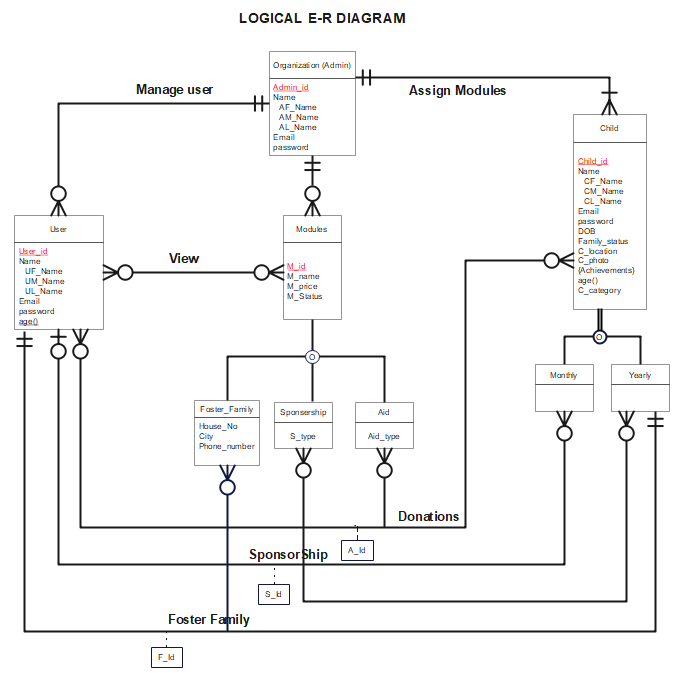 LOGICAL E-R DIAGRAM
Organization (Admin)
Admin_id
Name
AF_Name
AM_Name
AL_Name
Email
password
Manage user
Assign Modules
Child
Child_id
Name
CF_Name
CM_Name
CL_Name
Email
password
DOB
Family_status
C_location
C_photo
{Achievements}
age()
C_category
User
User_id
Name
UF_Name
UM_Name
UL_Name
Email
password
age()
View
Modules
M_id
M_name
M_price
M_Status
O
O
Monthly
Yearly
Foster_Family
House_No
City
Phone_number
Sponsership
S_type
Aid
Aid_type
Donations
A_Id
SponsorShip
S_Id
Foster Family
F_Id